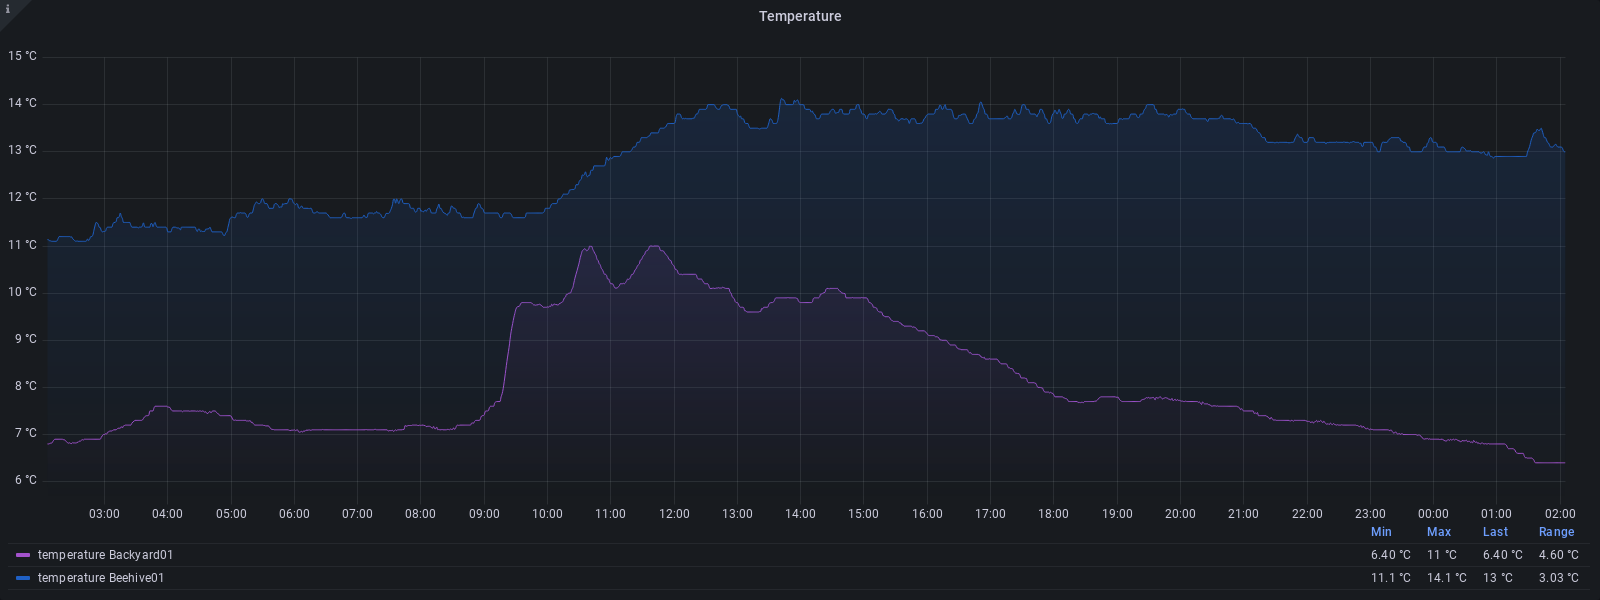 i
Temperature
15 °C
14 °C
13 °C
12 °C
11 °C
10 °C
9 °C
8 °C
7 °C
6 °C
03:00 04:00 05:00 06:00 07:00 08:00 09:00 10:00 11:00 12:00 13:00 14:00 15:00 16:00 17:00 18:00 19:00 20:00 21:00 22:00 23:00 00:00 01:00 02:00
Min Max Last Range
temperature Backyard01 6.40 °C 11 °C 6.40 °C 4.60 °C
temperature Beehive01 11.1 °C 14.1 °C 13 °C 3.03 °C